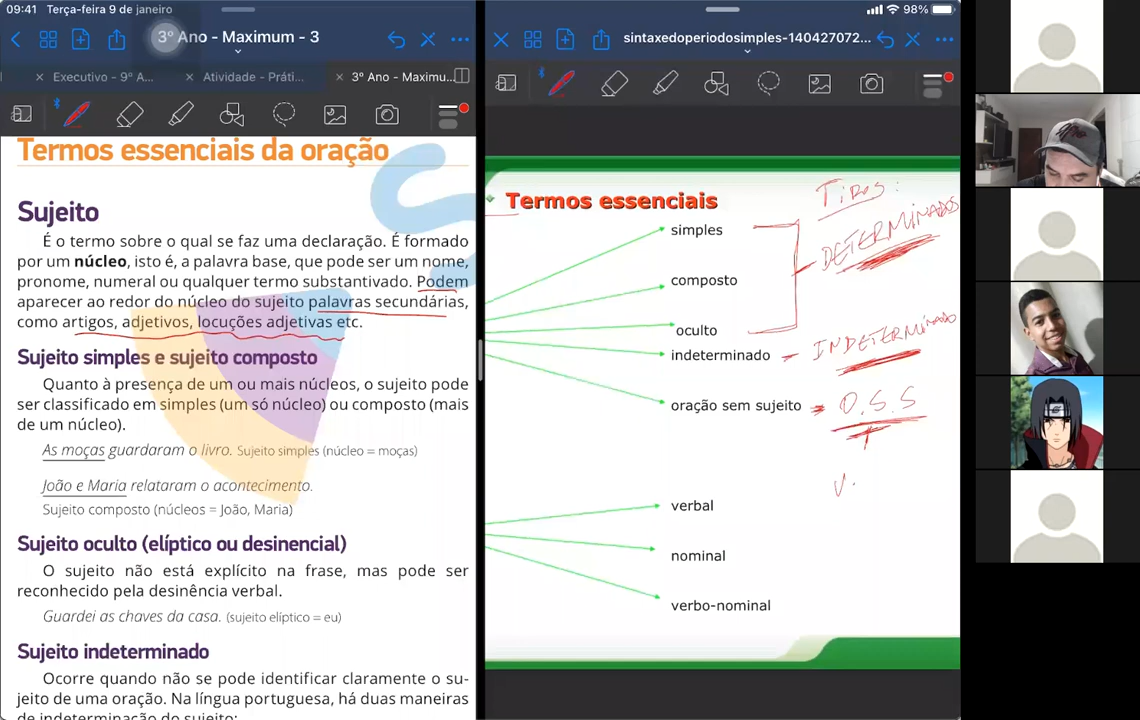 09:41 Terça-feira 9 de janeiro
98%
3º Ano - Maximum - 3
sintaxedoperiodosimples-140427072...
Executivo - 9º A...
Atividade - Práti...
3º Ano - Maximu...
Termos essenciais da oração
Sujeito
É o termo sobre o qual se faz uma declaração. É formado
por um núcleo, isto é, a palavra base, que pode ser um nome,
pronome, numeral ou qualquer termo substantivado. Podem
aparecer ao redor do núcleo do sujeito palavras secundárias,
como artigos, adjetivos, locuções adjetivas etc.
Sujeito simples e sujeito composto
Quanto à presença de um ou mais núcleos, o sujeito pode
ser classificado em simples (um só núcleo) ou composto (mais
de um núcleo).
As moças guardaram o livro. Sujeito simples (núcleo = moças)
João e Maria relataram o acontecimento.
Sujeito composto (núcleos = João, Maria)
Sujeito oculto (elíptico ou desinencial)
O sujeito não está explícito na frase, mas pode ser
reconhecido pela desinência verbal.
Guardei as chaves da casa. (sujeito elíptico = eu)
Sujeito indeterminado
Ocorre quando não se pode identificar claramente o su-
jeito de uma oração. Na língua portuguesa, há duas maneiras
de indeterminação do sujeito:
Termos essenciais
Tipos:
simples
DETERMINADOS
composto
oculto
indeterminado
INDETERMINADO
oração sem sujeito
O.S.S
V.
verbal
nominal
verbo-nominal